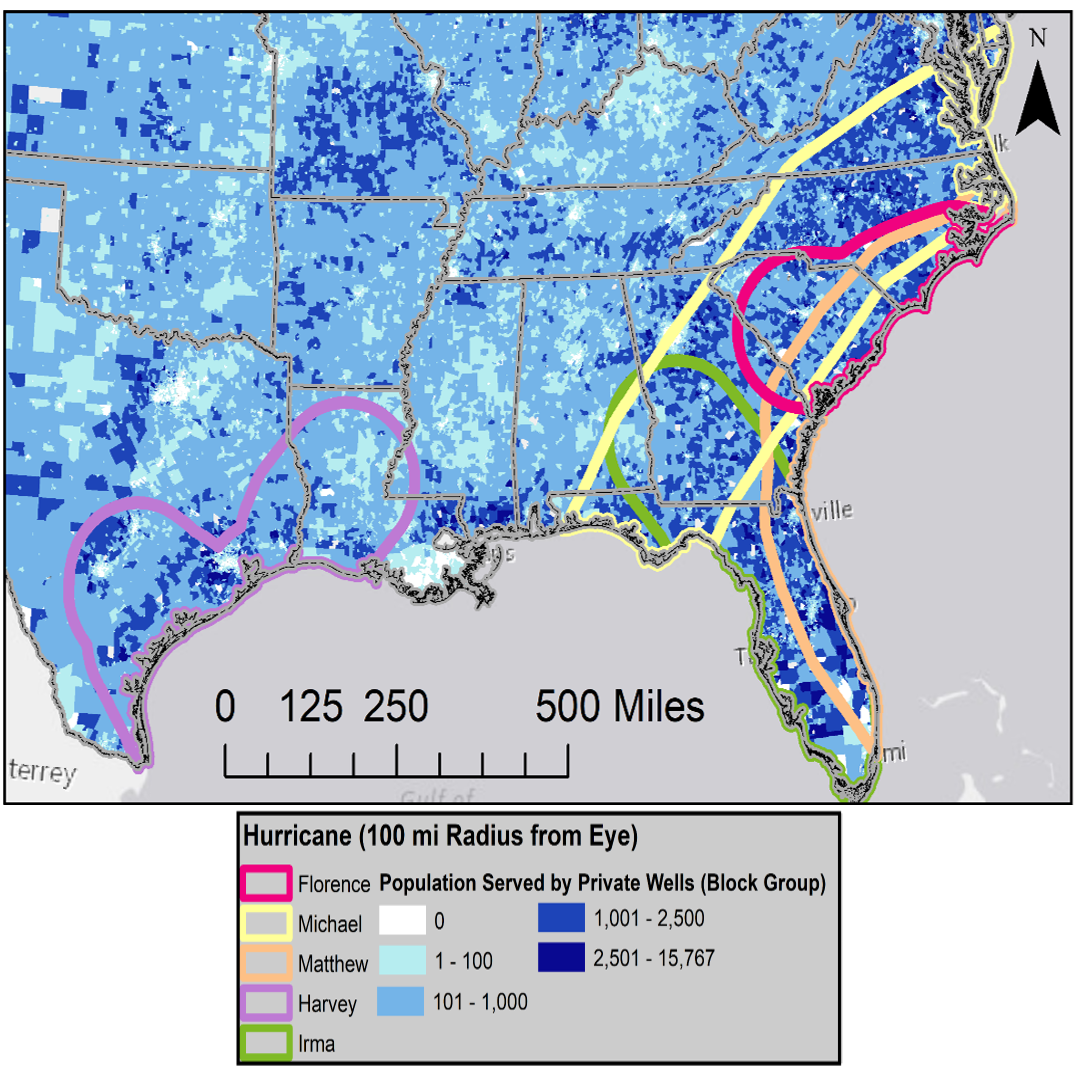 N
lk
ville
T
mi
0 125 250 500 Miles
terrey
Gulf of
Hurricane (100 mi Radius from Eye)
Florence Population Served by Private Wells (Block Group)
Michael 0 1,001 - 2,500
Matthew 1 - 100 2,501 - 15,767
Harvey 101 - 1,000
Irma